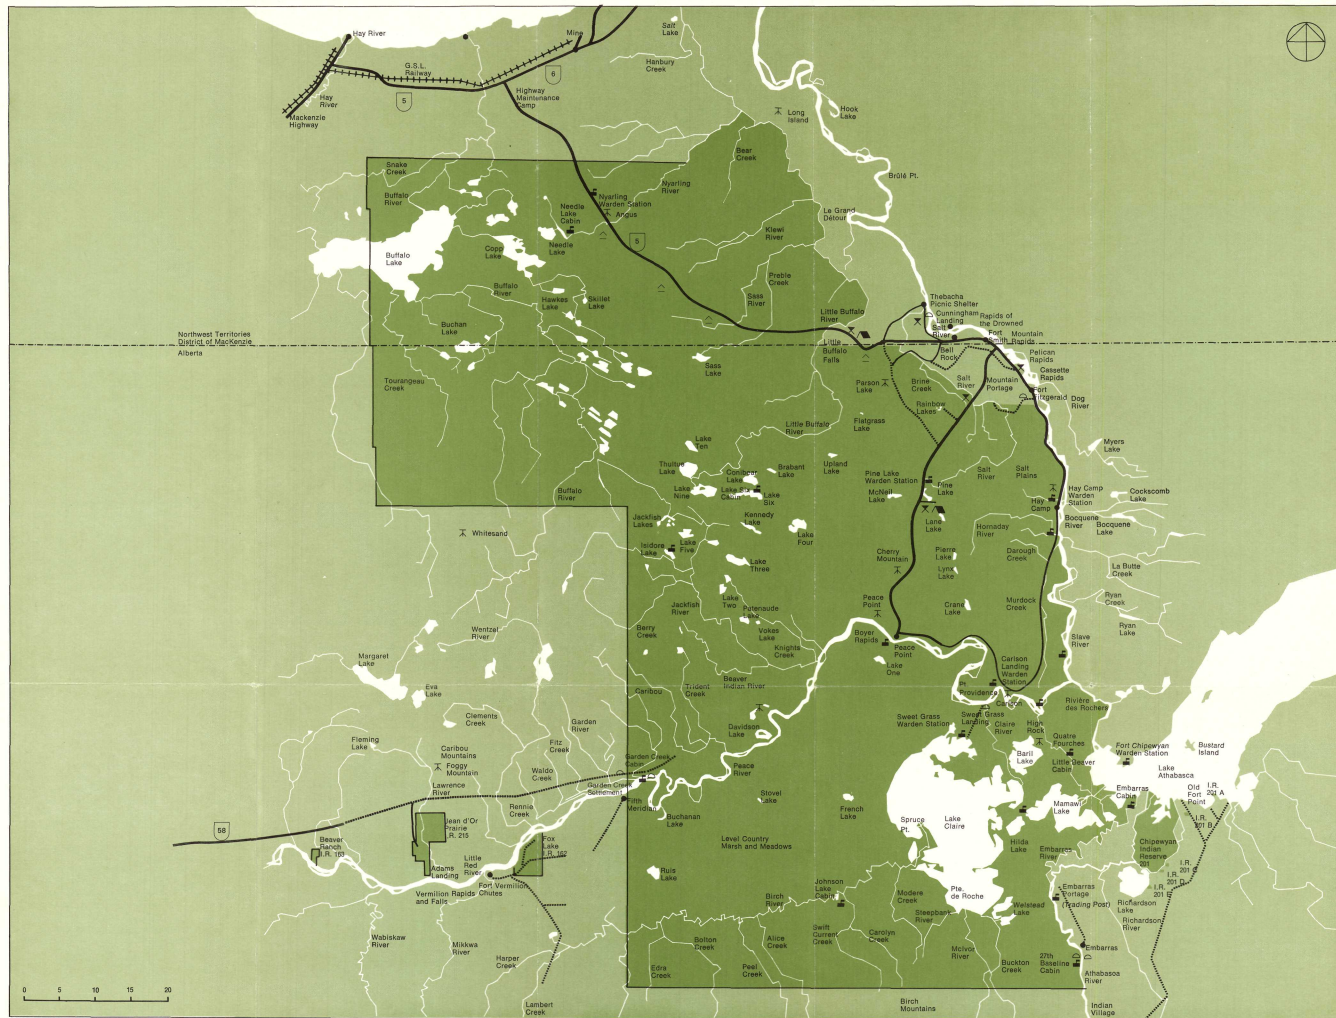 Hay River
Mine
Salt
Lake
G.S.L.
Railway
6
Hanbury
Creek
Hay
River
5
Highway
Maintenance
Camp
Mackenzie
Highway
Long
Island
Hook
Lake
Bear
Creek
Snake
Creek
Brûlé Pt.
Buffalo
River
Nyarling
River
Nyarling
Warden Station
Needle
Lake
Cabin
Angus
Le Grand
Détour
Klewi
River
5
Needle
Lake
Copp
Lake
Buffalo
Lake
Preble
Creek
Buffalo
River
Hawkes
Lake
Skillet
Lake
Sass
River
Thebacha
Picnic Shelter
Little Buffalo
River
Cunningham
Landing
Rapids of
the Drowned
Buchan
Lake
Salt
River
Fort
Smith
Mountain
Rapids
Northwest Territories
District of MacKenzie
Alberta
Little
Buffalo
Falls
Bell
Rock
Pelican
Rapids
Sass
Lake
Cassette
Rapids
Tourangeau
Creek
Parson
Lake
Brine
Creek
Salt
River
Mountain
Portage
Fort
Fitzgerald
Dog
River
Rainbow
Lakes
Little Buffalo
River
Flatgrass
Lake
Lake
Ten
Myers
Lake
Thultue
Lake
Conibear
Lake
Brabant
Lake
Upland
Lake
Pine Lake
Warden Station
Salt
River
Salt
Plains
Buffalo
River
Lake
Nine
Lake Six
Cabin
Lake
Six
McNeil
Lake
Pine
Lake
Hay Camp
Warden
Station
Hay
Camp
Cockscomb
Lake
Jackfish
Lakes
Kennedy
Lake
Lane
Lake
Bocquene
River
Bocquene
Lake
Whitesand
Isidore
Lake
Lake
Five
Lake
Four
Hornaday
River
Lake
Three
Cherry
Mountain
Pierre
Lake
Darough
Creek
La Butte
Creek
Lynx
Lake
Lake
Two
Jackfish
River
Patenaude
Lake
Peace
Point
Crane
Lake
Murdock
Creek
Ryan
Creek
Wentzel
River
Barry
Creek
Vokes
Lake
Boyer
Rapids
Peace
Point
Ryan
Lake
Knights
Creek
Slave
River
Margaret
Lake
Lake
One
Carlson
Landing
Warden
Station
Eva
Lake
Caribou
Trident
Creek
Beaver
Indian River
Pt.
Providence
Carlson
Rivière
des Rochers
Clements
Creek
Garden
River
Davidson
Lake
Sweet Grass
Warden Station
Sweet Grass
Landing
Claire
River
High
Rock
Fleming
Lake
Caribou
Mountains
Fitz
Creek
Quatre
Fourches
Fort Chipewyan
Warden Station
Bustard
Island
Foggy
Mountain
Waldo
Creek
Garden Creek
Cabin
Peace
River
Baril
Lake
Little Beaver
Cabin
Lake
Athabasca
Lawrence
River
Garden Creek
Settlement
Embarras
Cabin
Old
Fort
Point
I.R.
201 A
Rennie
Creek
Fifth
Meridian
Stovel
Lake
French
Lake
Mamawi
Lake
58
Jean d'Or
Prairie
I.R. 215
Buchanan
Lake
Spruce
Pt.
Lake
Claire
I.R.
201 B
Beaver
Ranch
I.R. 163
Fox
Lake
I.R. 162
Level Country
Marsh and Meadows
Hilda
Lake
Embarras
River
Chipewyan
Indian
Reserve
201
Adams
Landing
Little
Red
River
I.R.
201 C
Fort Vermilion
Chutes
Vermilion Rapids
and Falls
Ruis
Lake
Johnson
Lake
Cabin
I.R.
201 D
I.R.
201 E
Birch
River
Modere
Creek
Pte.
de Roche
Embarras
Portage
(Trading Post)
Steepbank
River
Welstead
Lake
Richardson
Lake
Richardson
River
Wabiskaw
River
Mikkwa
River
Bolton
Creek
Alice
Creek
Swift
Current
Creek
Carolyn
Creek
McIvor
River
Harper
Creek
Embarras
Edra
Creek
Peel
Creek
Buckton
Creek
27th
Baseline
Cabin
Athabasca
River
0 5 10 15 20
Lambert
Creek
Birch
Mountains
Indian
Village